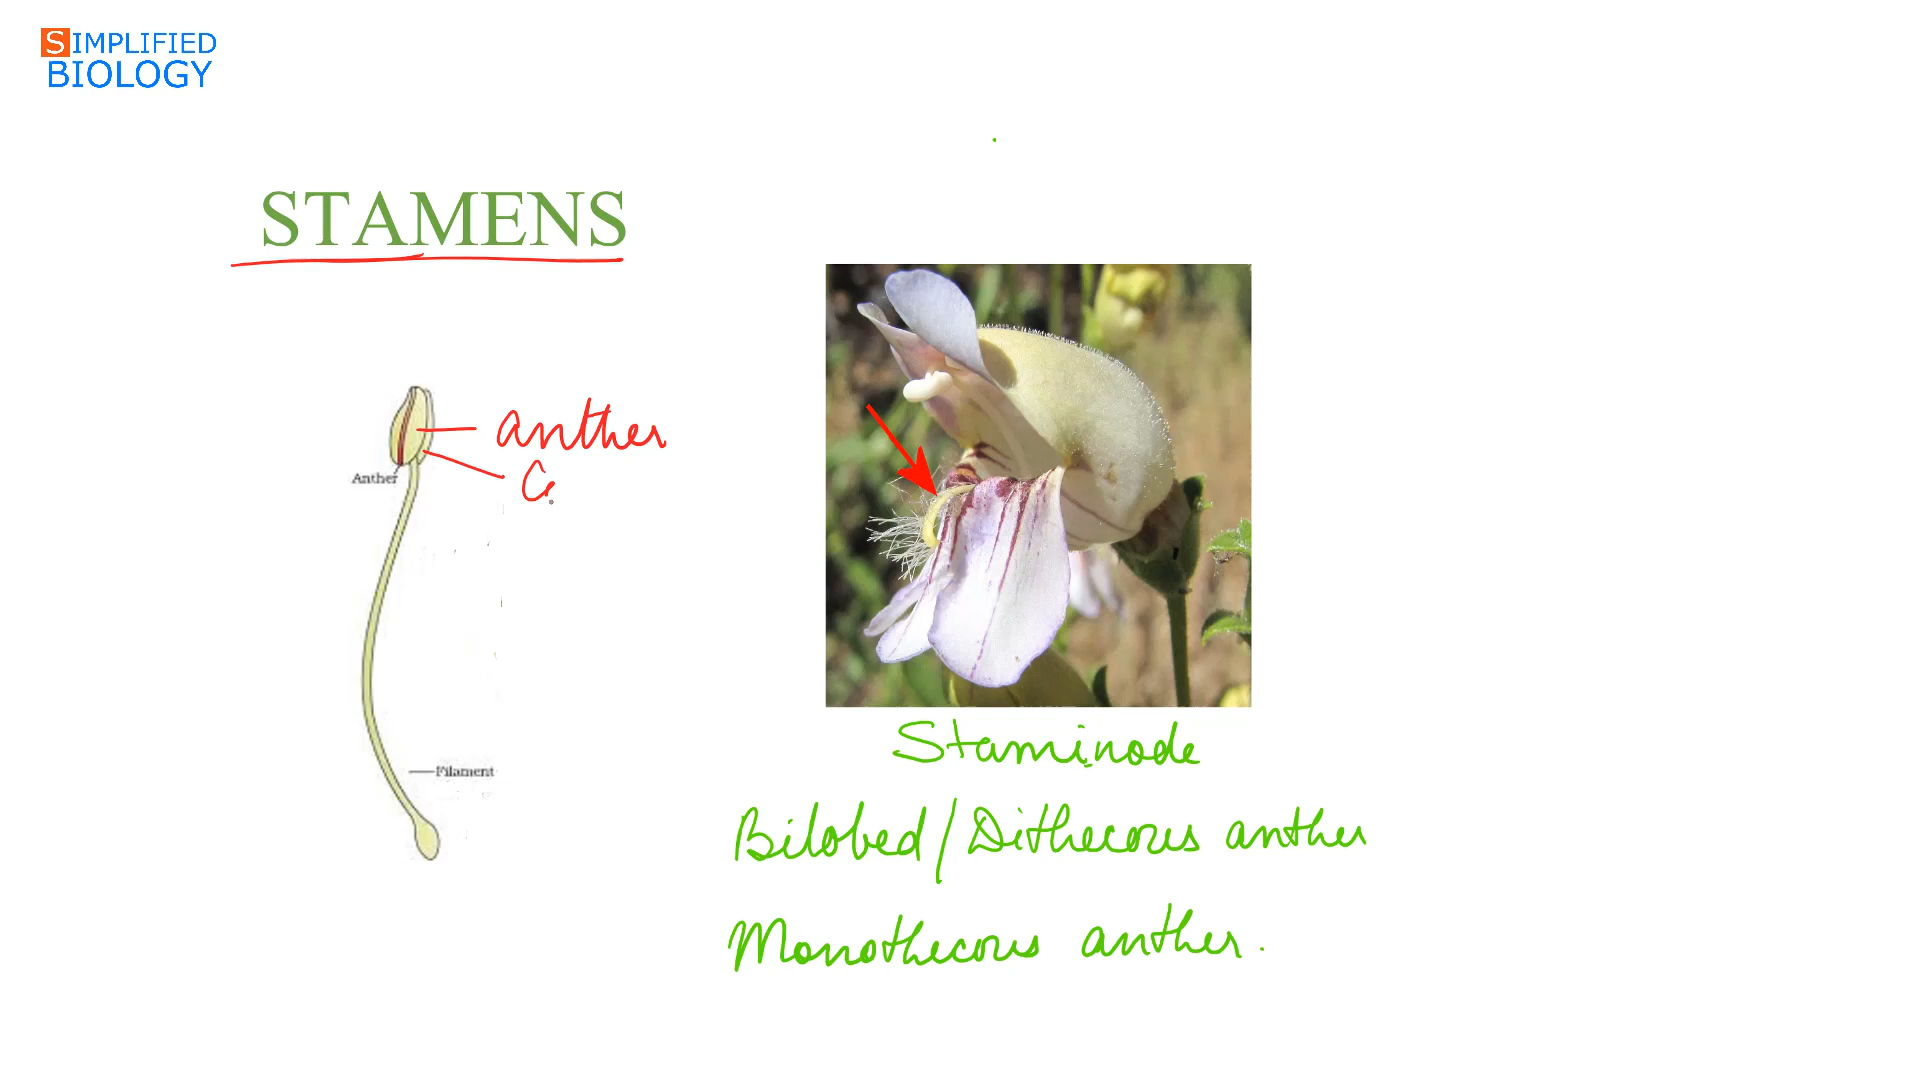 SIMPLIFIED
BIOLOGY
STAMENS
anther
Anther
Filament
Staminode
Bilobed/Dithecous anther
Monothecous anther.